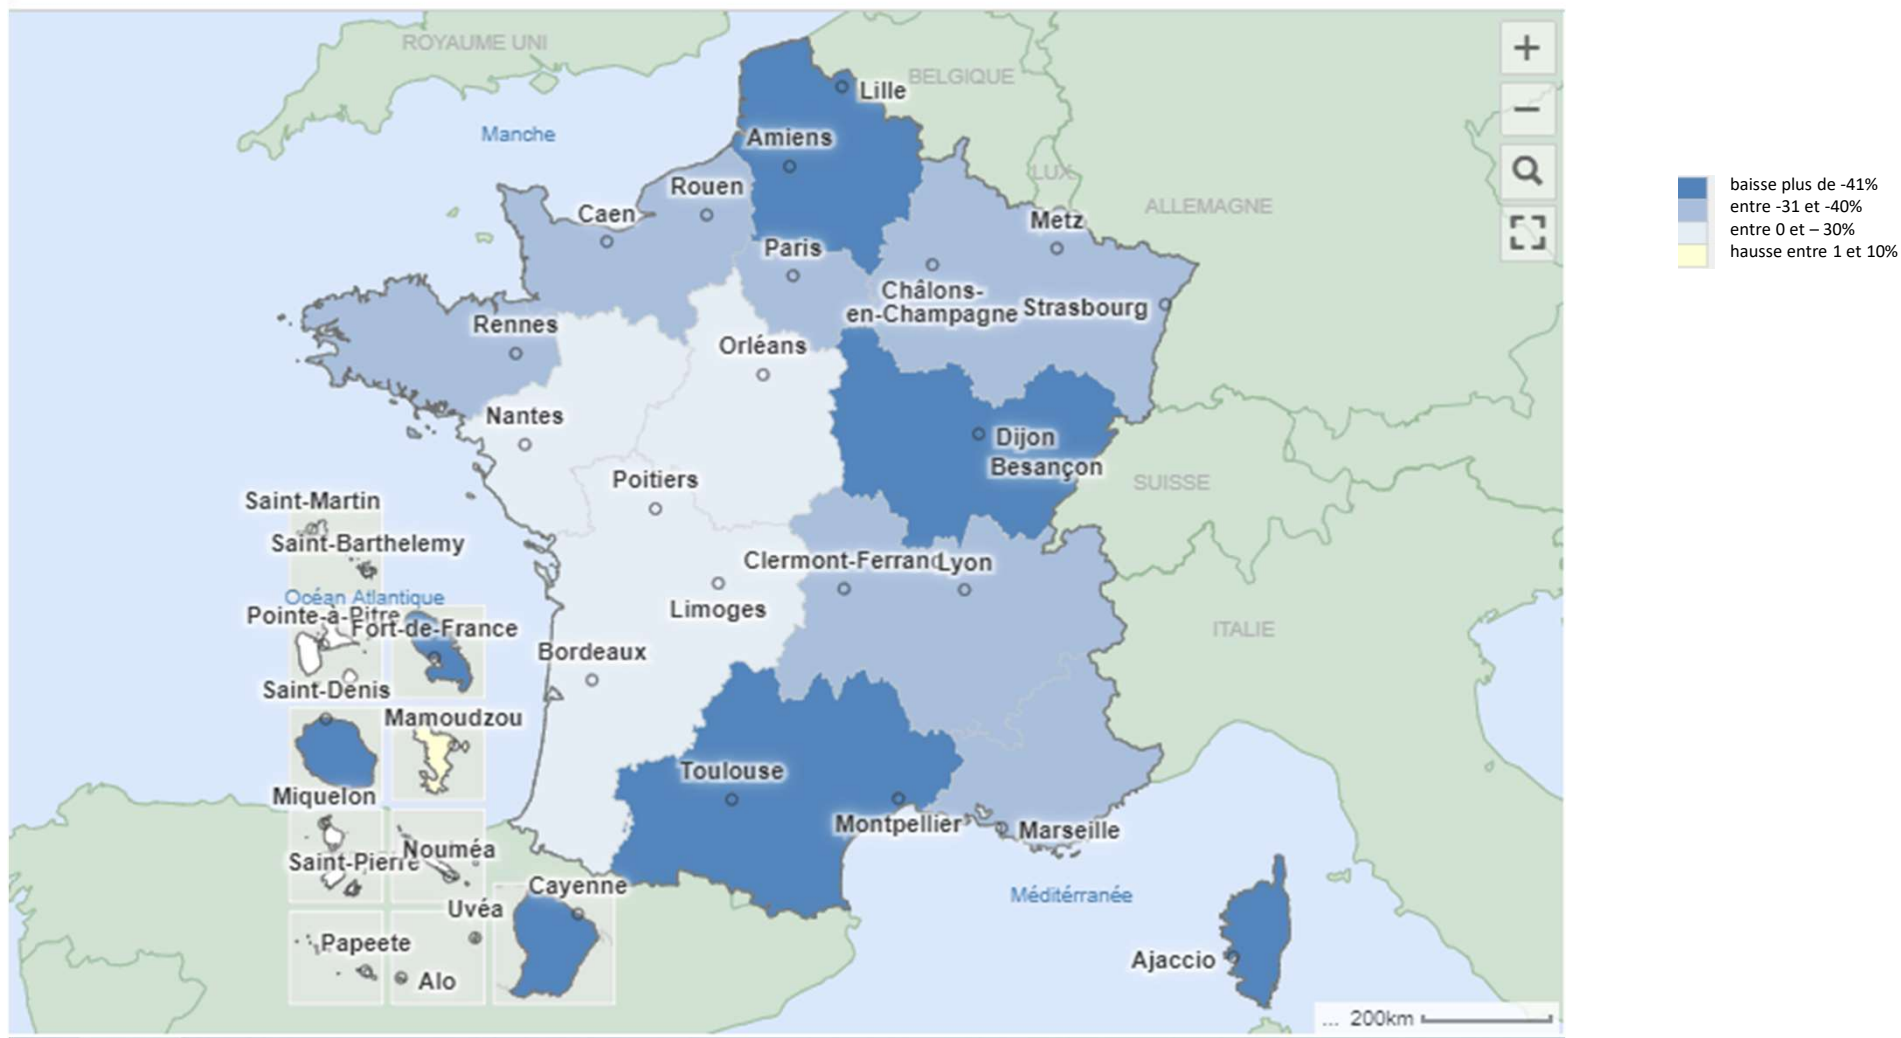 ROYAUME UNI
BELGIQUE
Lille
Manche
Amiens
LUX.
Rouen
ALLEMAGNE
Caen
Metz
Paris
Châlons-
en-Champagne
Strasbourg
Rennes
Orléans
Nantes
Dijon
Besançon
Poitiers
SUISSE
Saint-Martin
Saint-Barthelemy
Clermont-Ferrand
Lyon
Océan Atlantique
Pointe-à-Pitre
Fort-de-France
Limoges
ITALIE
Bordeaux
Saint-Denis
Mamoudzou
Toulouse
Miquelon
Montpellier
Marseille
Nouméa
Saint-Pierre
Cayenne
Méditérranée
Uvéa
Papeete
Ajaccio
Alo
... 200km
baisse plus de -41%
entre -31 et -40%
entre 0 et – 30%
hausse entre 1 et 10%